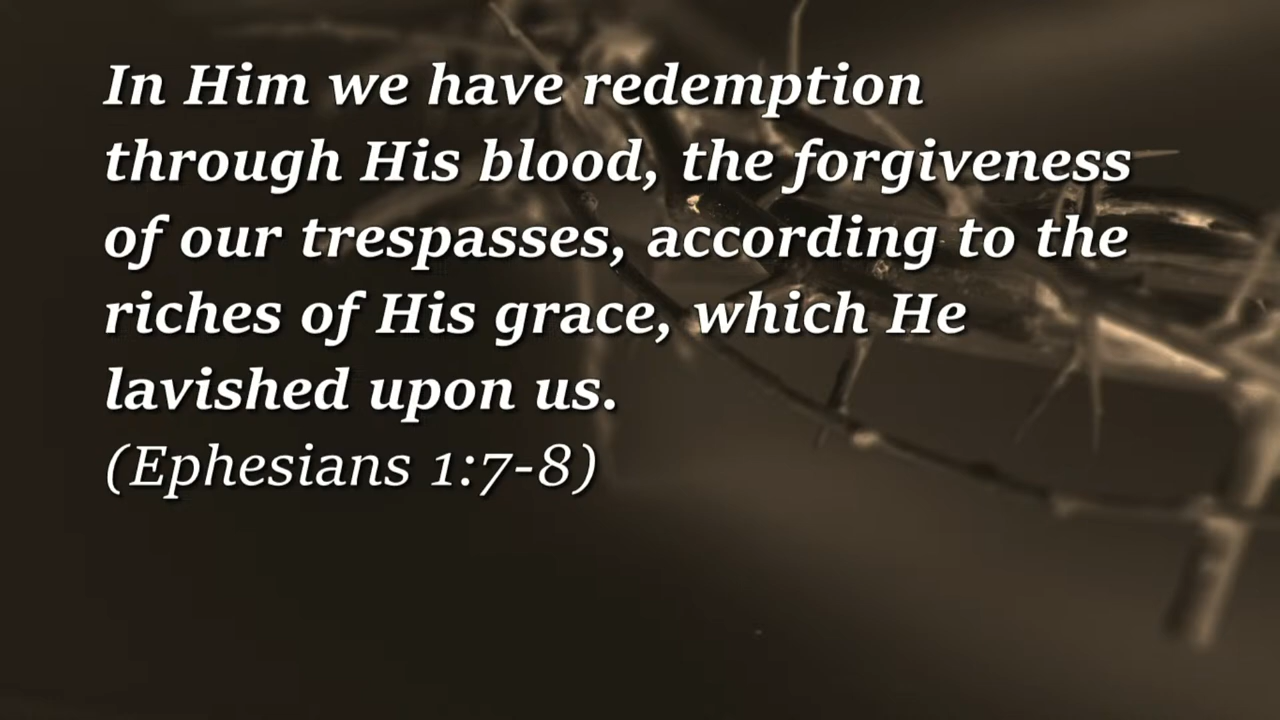 In Him we have redemption
through His blood, the forgiveness
of our trespasses, according to the
riches of His grace, which He
lavished upon us.
(Ephesians 1:7-8)